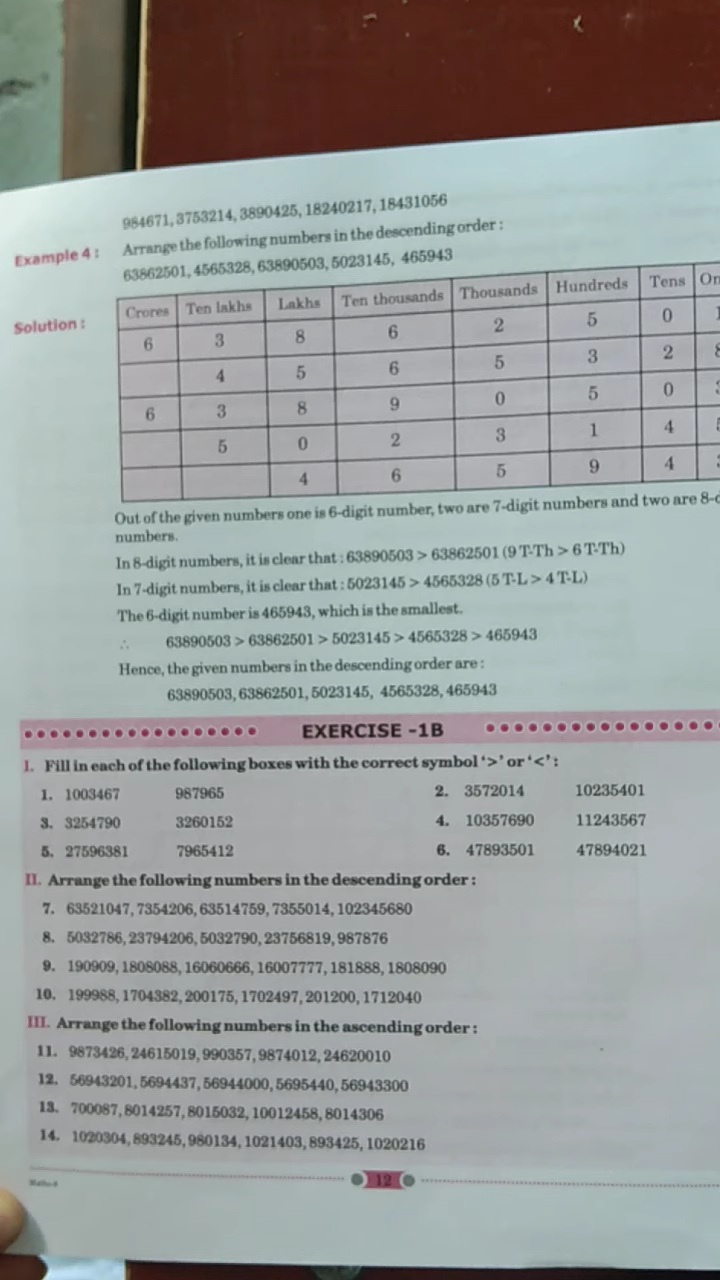 984671, 3753214, 3890425, 18240217, 18431056
Example 4 : Arrange the following numbers in the descending order :
63862501, 4565328, 63890503, 5023145, 465943
Solution :
Crores Ten lakhs Lakhs Ten thousands Thousands Hundreds Tens
6 3 8 6 2 5 0
4 5 6 5 3 2
6 3 8 9 0 5 0
5 0 2 3 1 4
4 6 5 9 4
Out of the given numbers one is 6-digit number, two are 7-digit numbers and two are 8-
numbers.
In 8-digit numbers, it is clear that : 63890503 > 63862501 (9 T-Th > 6 T-Th)
In 7-digit numbers, it is clear that : 5023145 > 4565328 (5 T-L > 4 T-L)
The 6-digit number is 465943, which is the smallest.
∴ 63890503 > 63862501 > 5023145 > 4565328 > 465943
Hence, the given numbers in the descending order are :
63890503, 63862501, 5023145, 4565328, 465943
EXERCISE -1B
I. Fill in each of the following boxes with the correct symbol '>' or '<' :
1. 1003467 987965 2. 3572014 10235401
3. 3254790 3260152 4. 10357690 11243567
5. 27596381 7965412 6. 47893501 47894021
II. Arrange the following numbers in the descending order :
7. 63521047, 7354206, 63514759, 7355014, 102345680
8. 5032786, 23794206, 5032790, 23756819, 987876
9. 190909, 1808088, 16060666, 16007777, 181888, 1808090
10. 199988, 1704382, 200175, 1702497, 201200, 1712040
III. Arrange the following numbers in the ascending order :
11. 9873426, 24615019, 990357, 9874012, 24620010
12. 56943201, 5694437, 56944000, 5695440, 56943300
13. 700087, 8014257, 8015032, 10012458, 8014306
14. 1020304, 893245, 980134, 1021403, 893425, 1020216
12